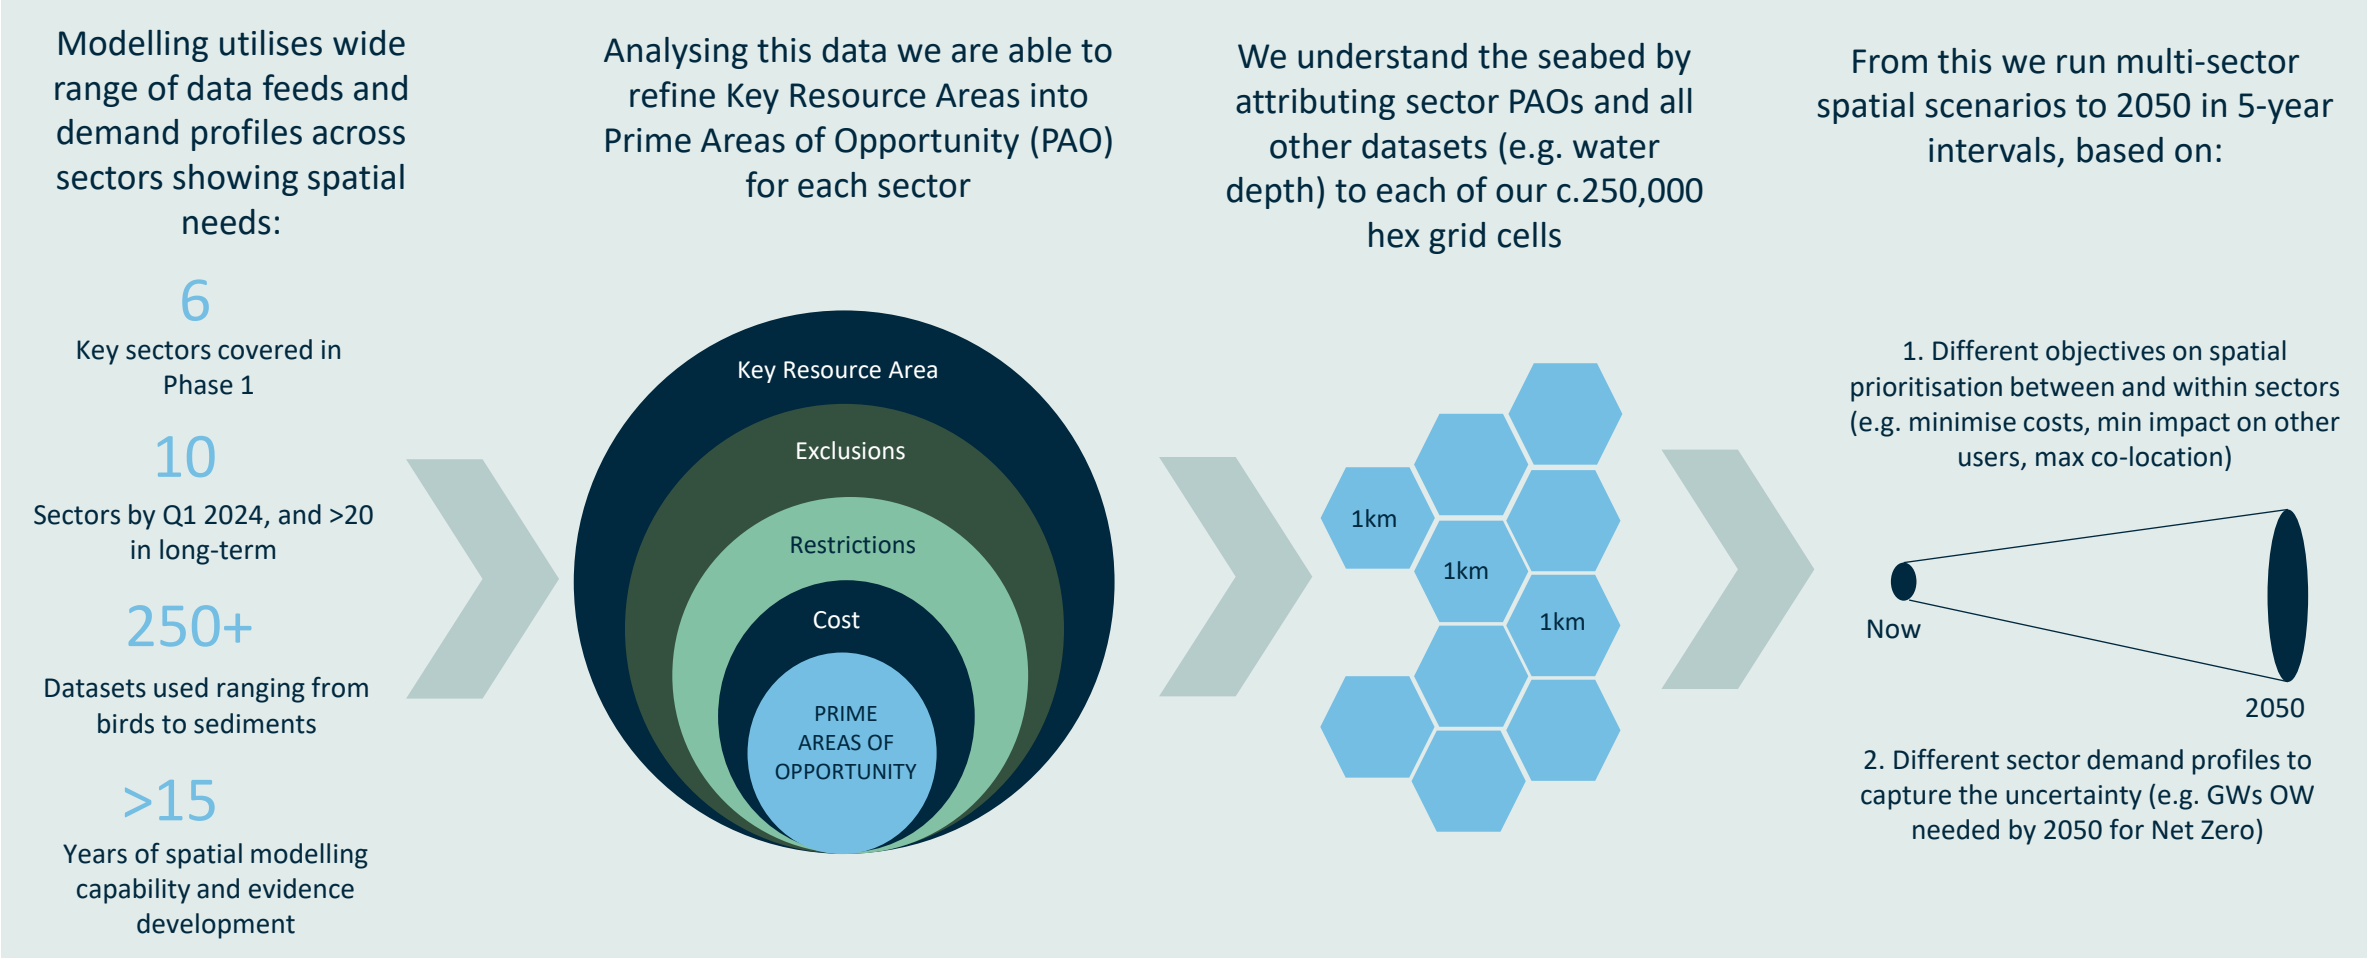 Modelling utilises wide
range of data feeds and
demand profiles across
sectors showing spatial
needs:
6
Key sectors covered in
Phase 1
10
Sectors by Q1 2024, and >20
in long-term
250+
Datasets used ranging from
birds to sediments
>15
Years of spatial modelling
capability and evidence
development
Analysing this data we are able to
refine Key Resource Areas into
Prime Areas of Opportunity (PAO)
for each sector
Key Resource Area
Exclusions
Restrictions
Cost
PRIME
AREAS OF
OPPORTUNITY
We understand the seabed by
attributing sector PAOs and all
other datasets (e.g. water
depth) to each of our c.250,000
hex grid cells
1km
1km
1km
From this we run multi-sector
spatial scenarios to 2050 in 5-year
intervals, based on:
1. Different objectives on spatial
prioritisation between and within sectors
(e.g. minimise costs, min impact on other
users, max co-location)
Now
2050
2. Different sector demand profiles to
capture the uncertainty (e.g. GWs OW
needed by 2050 for Net Zero)